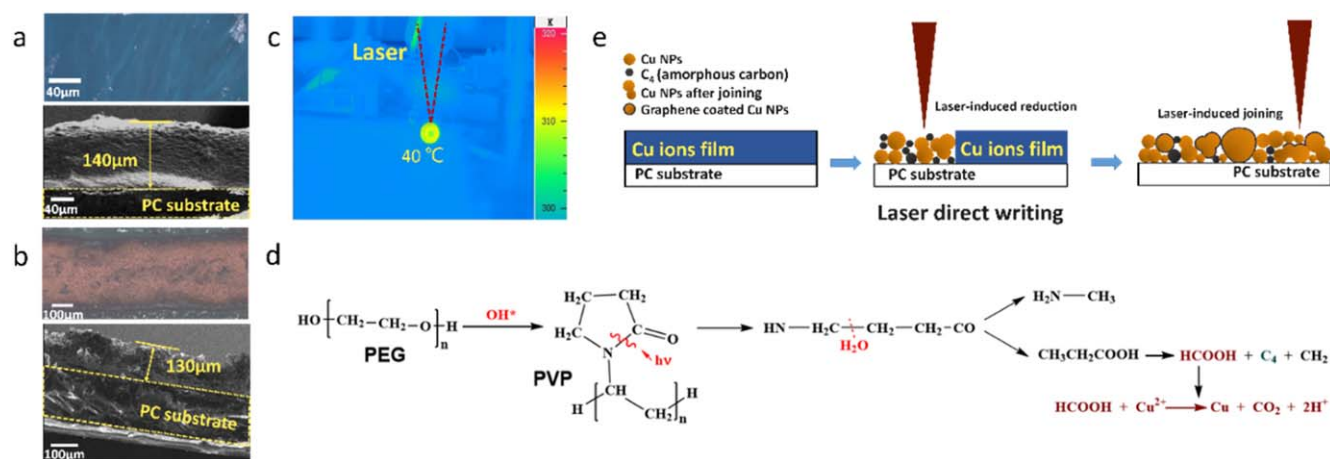 a
40μm
140μm
40μm
PC substrate
b
100μm
130μm
PC substrate
100μm
c
Laser
40 °C
K
320
310
300
d
HO CH₂ CH₂ O H
n
PEG
OH*
H₂C CH₂
H₂C C O
N
hν
PVP
H CH CH₂ H
n
HN H₂C CH₂ CH₂ CO
H₂O
H₂N CH₃
CH₃CH₂COOH HCOOH + C₄ + CH₂
HCOOH + Cu²⁺ Cu + CO₂ + 2H⁺
e
Cu NPs
C₄ (amorphous carbon)
Cu NPs after joining
Graphene coated Cu NPs
Laser-induced reduction
Laser-induced joining
Cu ions film
PC substrate
Cu ions film
PC substrate
PC substrate
Laser direct writing